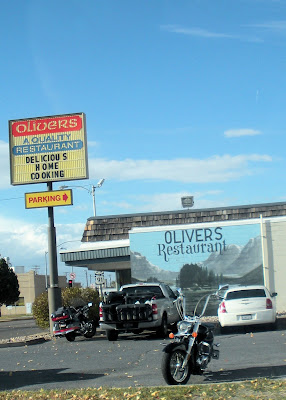 OLIVERS
A QUALITY
RESTAURANT
DELICIOUS
HOME
COOKING
PARKING
OLIVERS
Restaurant